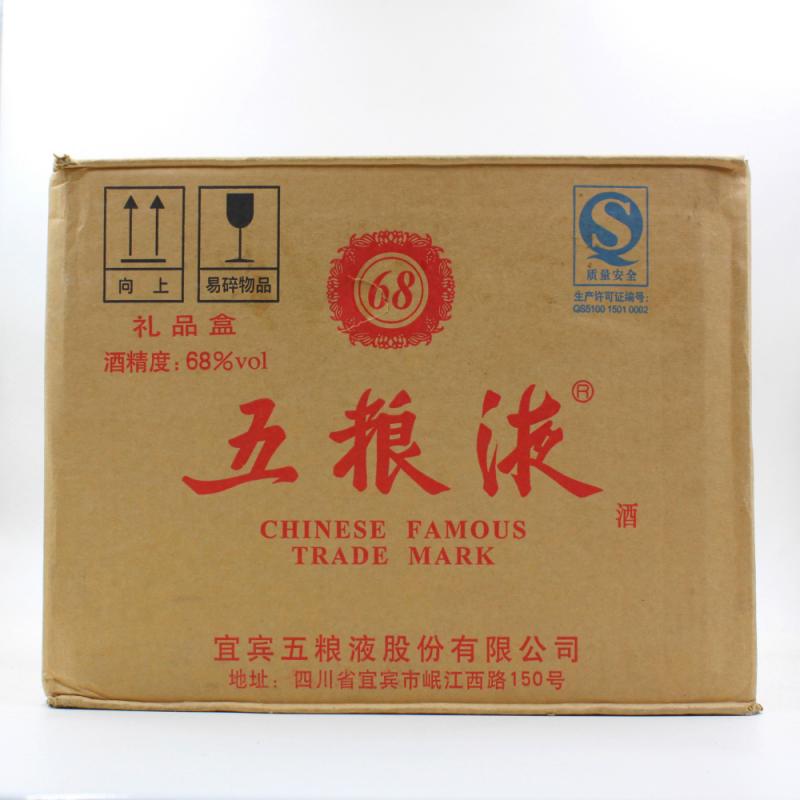 向 上
易碎物品
68
S
质量安全
生产许可证编号:
QS5100 1501 0002
礼品盒
酒精度:68%vol
五粮液®
酒
CHINESE FAMOUS
TRADE MARK
宜宾五粮液股份有限公司
地址: 四川省宜宾市岷江西路150号